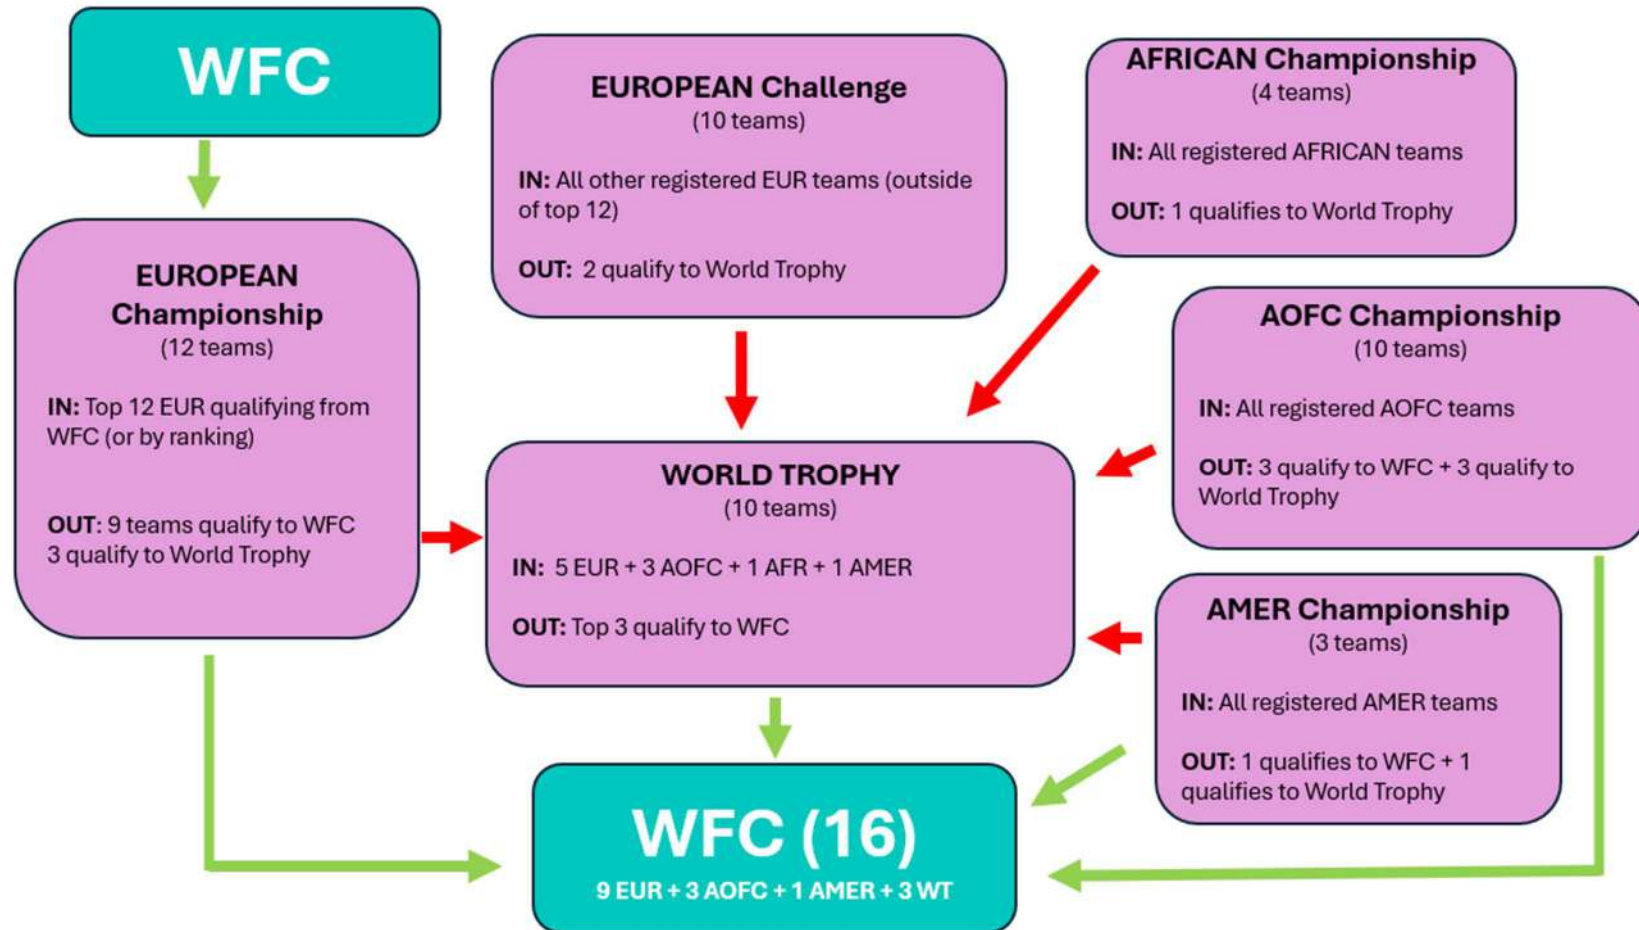 WFC
EUROPEAN Challenge
(10 teams)
IN: All other registered EUR teams (outside
of top 12)
OUT: 2 qualify to World Trophy
AFRICAN Championship
(4 teams)
IN: All registered AFRICAN teams
OUT: 1 qualifies to World Trophy
EUROPEAN
Championship
(12 teams)
IN: Top 12 EUR qualifying from
WFC (or by ranking)
OUT: 9 teams qualify to WFC
3 qualify to World Trophy
AOFC Championship
(10 teams)
IN: All registered AOFC teams
OUT: 3 qualify to WFC + 3 qualify to
World Trophy
WORLD TROPHY
(10 teams)
IN: 5 EUR + 3 AOFC + 1 AFR + 1 AMER
OUT: Top 3 qualify to WFC
AMER Championship
(3 teams)
IN: All registered AMER teams
OUT: 1 qualifies to WFC + 1
qualifies to World Trophy
WFC (16)
9 EUR + 3 AOFC + 1 AMER + 3 WT